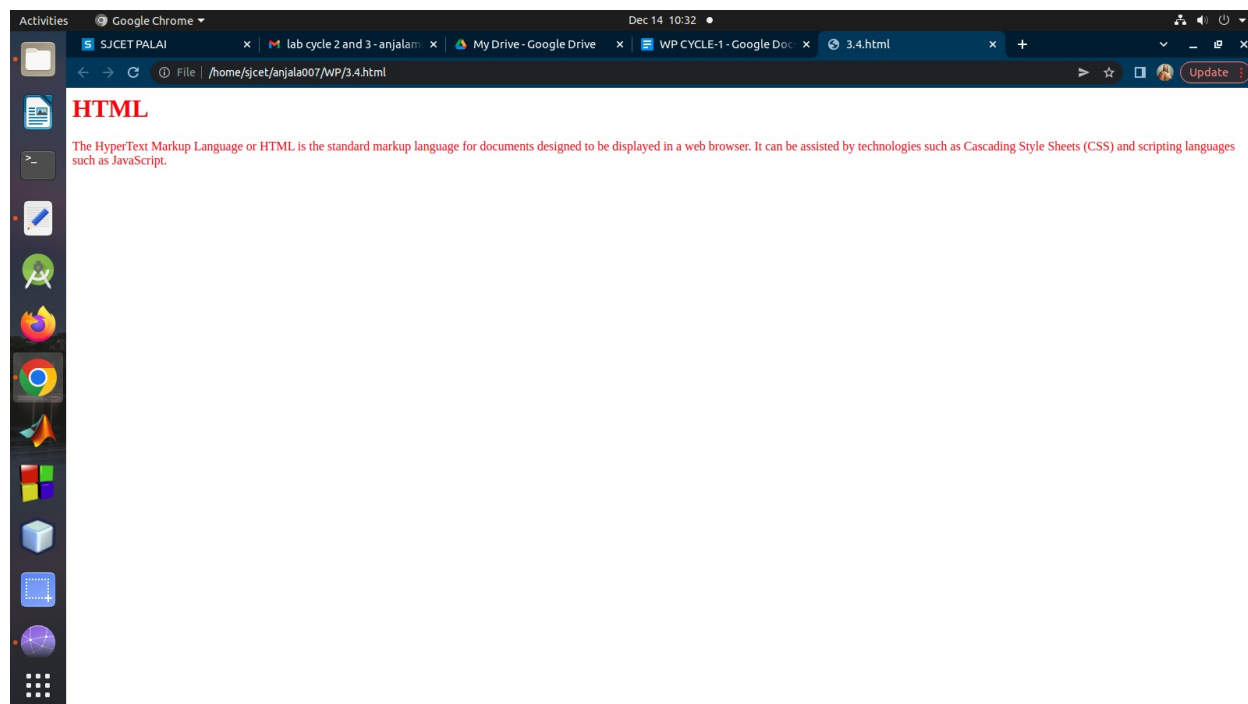 Activities Google Chrome Dec 14 10:32
SJCET PALAI lab cycle 2 and 3 - anjalam My Drive - Google Drive WP CYCLE-1 - Google Doc 3.4.html
File /home/sjcet/anjala007/WP/3.4.html Update
HTML
The HyperText Markup Language or HTML is the standard markup language for documents designed to be displayed in a web browser. It can be assisted by technologies such as Cascading Style Sheets (CSS) and scripting languages
such as JavaScript.